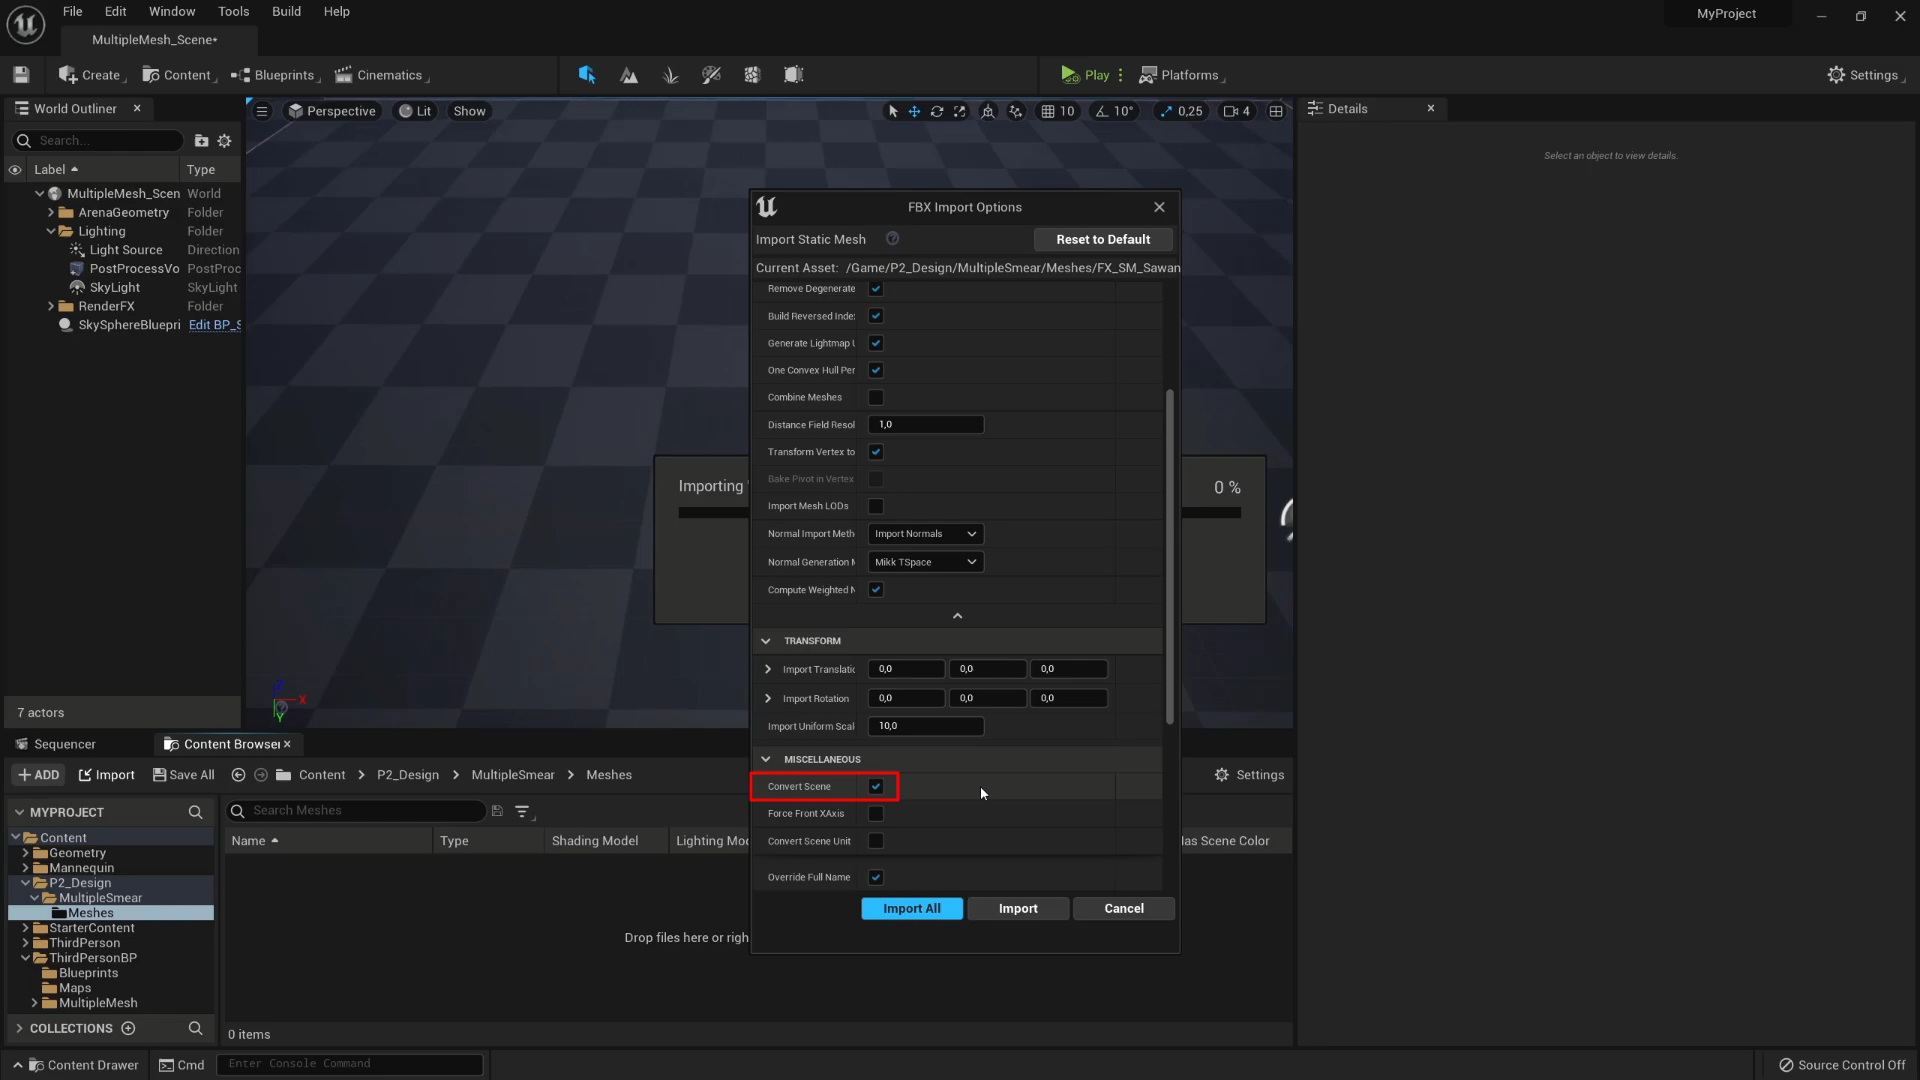 File Edit Window Tools Build Help
MyProject
MultipleMesh_Scene•
Create Content Blueprints Cinematics
Play Platforms
Settings
World Outliner
Perspective Lit Show
10 10° 0,25 4
Details
Search...
Select an object to view details.
Label Type
MultipleMesh_Scen World
ArenaGeometry Folder
Lighting Folder
Light Source Direction
PostProcessVo PostProc
SkyLight SkyLight
RenderFX Folder
SkySphereBluepri Edit BP_S
7 actors
FBX Import Options
Import Static Mesh
Reset to Default
Current Asset: /Game/P2_Design/MultipleSmear/Meshes/FX_SM_Sawan
Remove Degenerate
Build Reversed Inde
Generate Lightmap U
One Convex Hull Per
Combine Meshes
Distance Field Resol 1,0
Transform Vertex to
Bake Pivot in Vertex
Import Mesh LODs
Normal Import Meth Import Normals
Normal Generation M Mikk TSpace
Compute Weighted N
Importing
0 %
TRANSFORM
Import Translatic 0,0 0,0 0,0
Import Rotation 0,0 0,0 0,0
Import Uniform Scal 10,0
MISCELLANEOUS
Convert Scene
Force Front XAxis
Convert Scene Unit
Override Full Name
Import All Import Cancel
Z
X
Y
Sequencer Content Browser
ADD Import Save All Content P2_Design MultipleSmear Meshes
Settings
MYPROJECT
Search Meshes
Name Type Shading Model Lighting Mod
as Scene Color
Content
Geometry
Mannequin
P2_Design
MultipleSmear
Meshes
StarterContent
ThirdPerson
ThirdPersonBP
Blueprints
Maps
MultipleMesh
Drop files here or righ
COLLECTIONS
0 items
Content Drawer Cmd Enter Console Command
Source Control Off